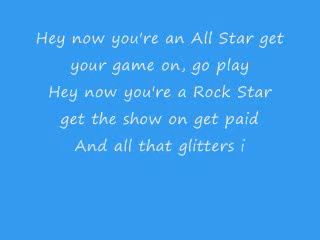 Hey now you're an All Star get
your game on, go play
Hey now you're a Rock Star
get the show on get paid
And all that glitters i